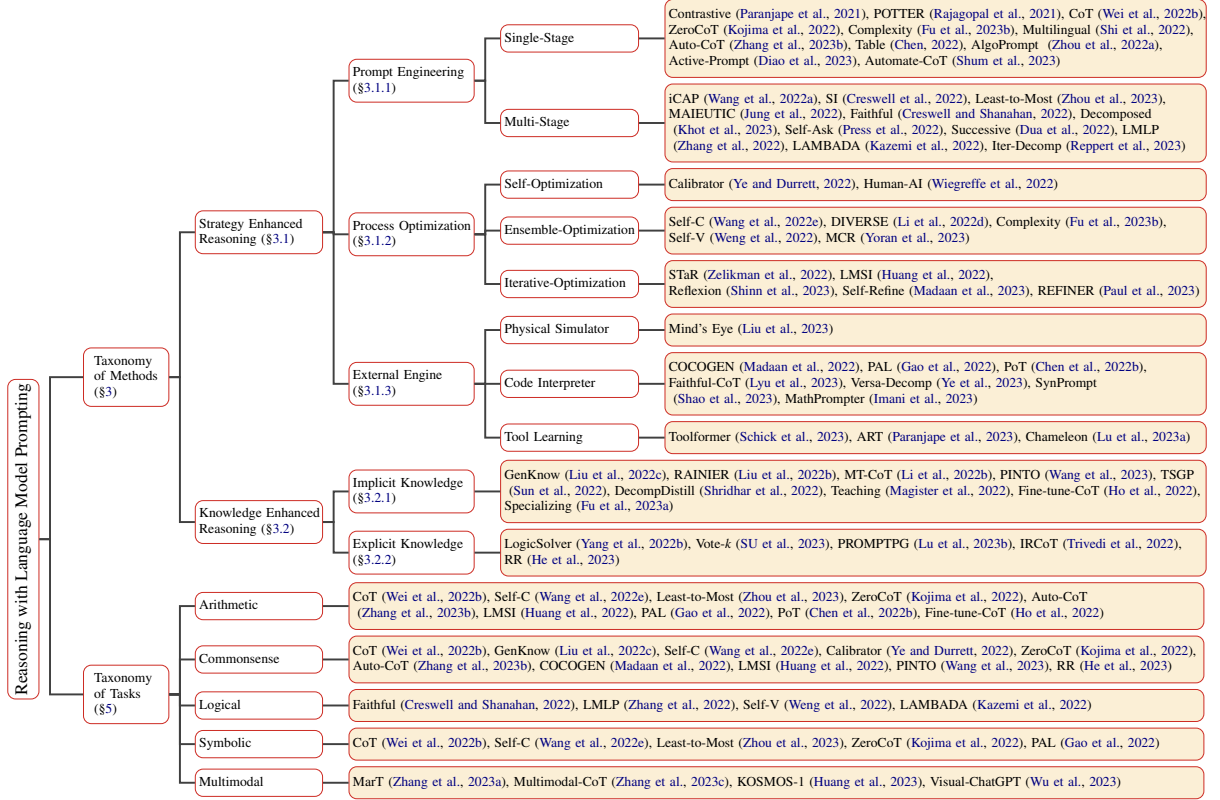 Reasoning with Language Model Prompting
Taxonomy
of Methods
(§3)
Strategy Enhanced
Reasoning (§3.1)
Prompt Engineering
(§3.1.1)
Single-Stage
Contrastive (Paranjape et al., 2021), POTTER (Rajagopal et al., 2021), CoT (Wei et al., 2022b),
ZeroCoT (Kojima et al., 2022), Complexity (Fu et al., 2023b), Multilingual (Shi et al., 2022),
Auto-CoT (Zhang et al., 2023b), Table (Chen, 2022), AlgoPrompt (Zhou et al., 2022a),
Active-Prompt (Diao et al., 2023), Automate-CoT (Shum et al., 2023)
Multi-Stage
iCAP (Wang et al., 2022a), SI (Creswell et al., 2022), Least-to-Most (Zhou et al., 2023),
MAIEUTIC (Jung et al., 2022), Faithful (Creswell and Shanahan, 2022), Decomposed
(Khot et al., 2023), Self-Ask (Press et al., 2022), Successive (Dua et al., 2022), LMLP
(Zhang et al., 2022), LAMBADA (Kazemi et al., 2022), Iter-Decomp (Reppert et al., 2023)
Process Optimization
(§3.1.2)
Self-Optimization
Calibrator (Ye and Durrett, 2022), Human-AI (Wiegreffe et al., 2022)
Ensemble-Optimization
Self-C (Wang et al., 2022e), DIVERSE (Li et al., 2022d), Complexity (Fu et al., 2023b),
Self-V (Weng et al., 2022), MCR (Yoran et al., 2023)
Iterative-Optimization
STaR (Zelikman et al., 2022), LMSI (Huang et al., 2022),
Reflexion (Shinn et al., 2023), Self-Refine (Madaan et al., 2023), REFINER (Paul et al., 2023)
External Engine
(§3.1.3)
Physical Simulator
Mind's Eye (Liu et al., 2023)
Code Interpreter
COCOGEN (Madaan et al., 2022), PAL (Gao et al., 2022), PoT (Chen et al., 2022b),
Faithful-CoT (Lyu et al., 2023), Versa-Decomp (Ye et al., 2023), SynPrompt
(Shao et al., 2023), MathPrompter (Imani et al., 2023)
Tool Learning
Toolformer (Schick et al., 2023), ART (Paranjape et al., 2023), Chameleon (Lu et al., 2023a)
Knowledge Enhanced
Reasoning (§3.2)
Implicit Knowledge
(§3.2.1)
GenKnow (Liu et al., 2022c), RAINIER (Liu et al., 2022b), MT-CoT (Li et al., 2022b), PINTO (Wang et al., 2023), TSGP
(Sun et al., 2022), DecompDistill (Shridhar et al., 2022), Teaching (Magister et al., 2022), Fine-tune-CoT (Ho et al., 2022),
Specializing (Fu et al., 2023a)
Explicit Knowledge
(§3.2.2)
LogicSolver (Yang et al., 2022b), Vote-k (SU et al., 2023), PROMPTPG (Lu et al., 2023b), IRCoT (Trivedi et al., 2022),
RR (He et al., 2023)
Taxonomy
of Tasks
(§5)
Arithmetic
CoT (Wei et al., 2022b), Self-C (Wang et al., 2022e), Least-to-Most (Zhou et al., 2023), ZeroCoT (Kojima et al., 2022), Auto-CoT
(Zhang et al., 2023b), LMSI (Huang et al., 2022), PAL (Gao et al., 2022), PoT (Chen et al., 2022b), Fine-tune-CoT (Ho et al., 2022)
Commonsense
CoT (Wei et al., 2022b), GenKnow (Liu et al., 2022c), Self-C (Wang et al., 2022e), Calibrator (Ye and Durrett, 2022), ZeroCoT (Kojima et al., 2022),
Auto-CoT (Zhang et al., 2023b), COCOGEN (Madaan et al., 2022), LMSI (Huang et al., 2022), PINTO (Wang et al., 2023), RR (He et al., 2023)
Logical
Faithful (Creswell and Shanahan, 2022), LMLP (Zhang et al., 2022), Self-V (Weng et al., 2022), LAMBADA (Kazemi et al., 2022)
Symbolic
CoT (Wei et al., 2022b), Self-C (Wang et al., 2022e), Least-to-Most (Zhou et al., 2023), ZeroCoT (Kojima et al., 2022), PAL (Gao et al., 2022)
Multimodal
MarT (Zhang et al., 2023a), Multimodal-CoT (Zhang et al., 2023c), KOSMOS-1 (Huang et al., 2023), Visual-ChatGPT (Wu et al., 2023)